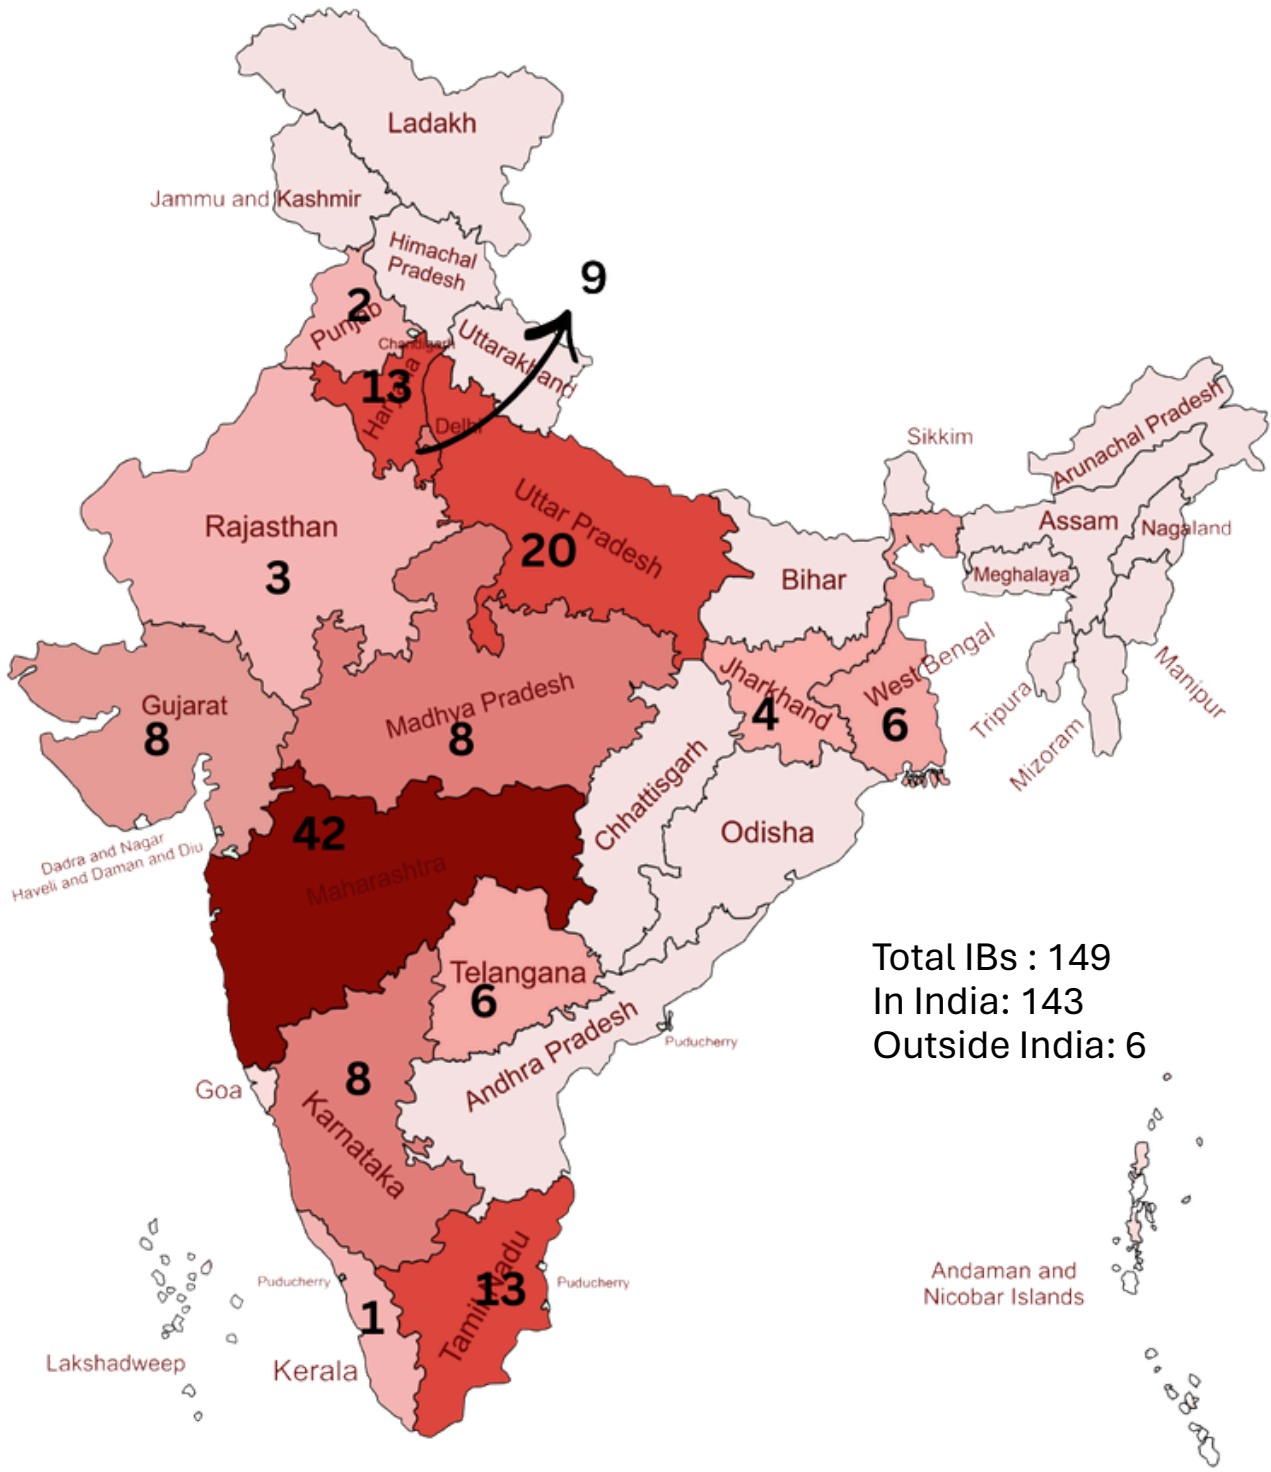 Ladakh
Jammu and Kashmir
Himachal
Pradesh
9
2
Punjab
Chandigarh
Uttarakhand
13
Haryana
Delhi
Arunachal Pradesh
Sikkim
Uttar Pradesh
20
Rajasthan
3
Assam
Nagaland
Bihar
Meghalaya
West Bengal
6
Jharkhand
4
Manipur
Tripura
Mizoram
Gujarat
8
Madhya Pradesh
8
Chhattisgarh
Odisha
42
Maharashtra
Dadra and Nagar
Haveli and Daman and Diu
Telangana
6
Total IBs : 149
In India: 143
Outside India: 6
Andhra Pradesh
Puducherry
Goa
8
Karnataka
Tamil Nadu
13
Puducherry
Puducherry
1
Kerala
Lakshadweep
Andaman and
Nicobar Islands